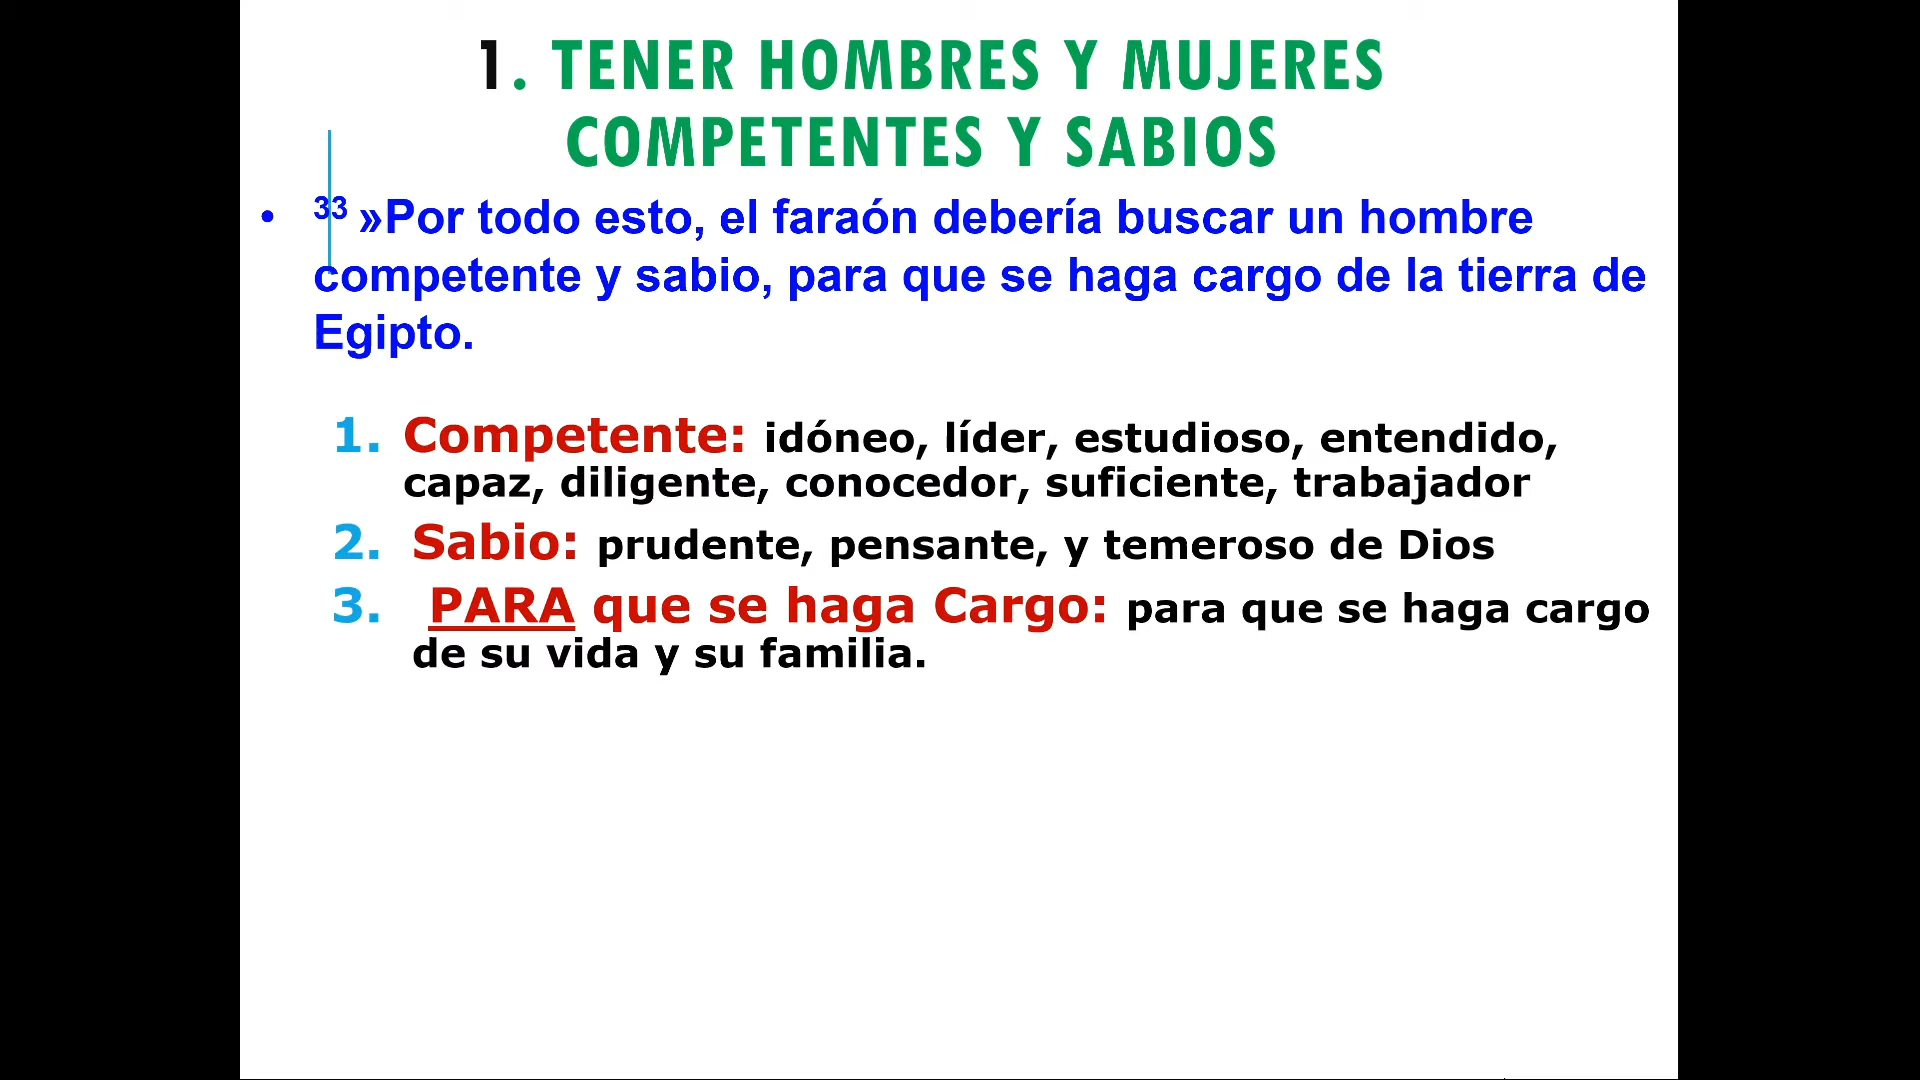 1. TENER HOMBRES Y MUJERES
COMPETENTES Y SABIOS
• ³³ »Por todo esto, el faraón debería buscar un hombre
competente y sabio, para que se haga cargo de la tierra de
Egipto.
1. Competente: idóneo, líder, estudioso, entendido,
capaz, diligente, conocedor, suficiente, trabajador
2. Sabio: prudente, pensante, y temeroso de Dios
3. PARA que se haga Cargo: para que se haga cargo
de su vida y su familia.